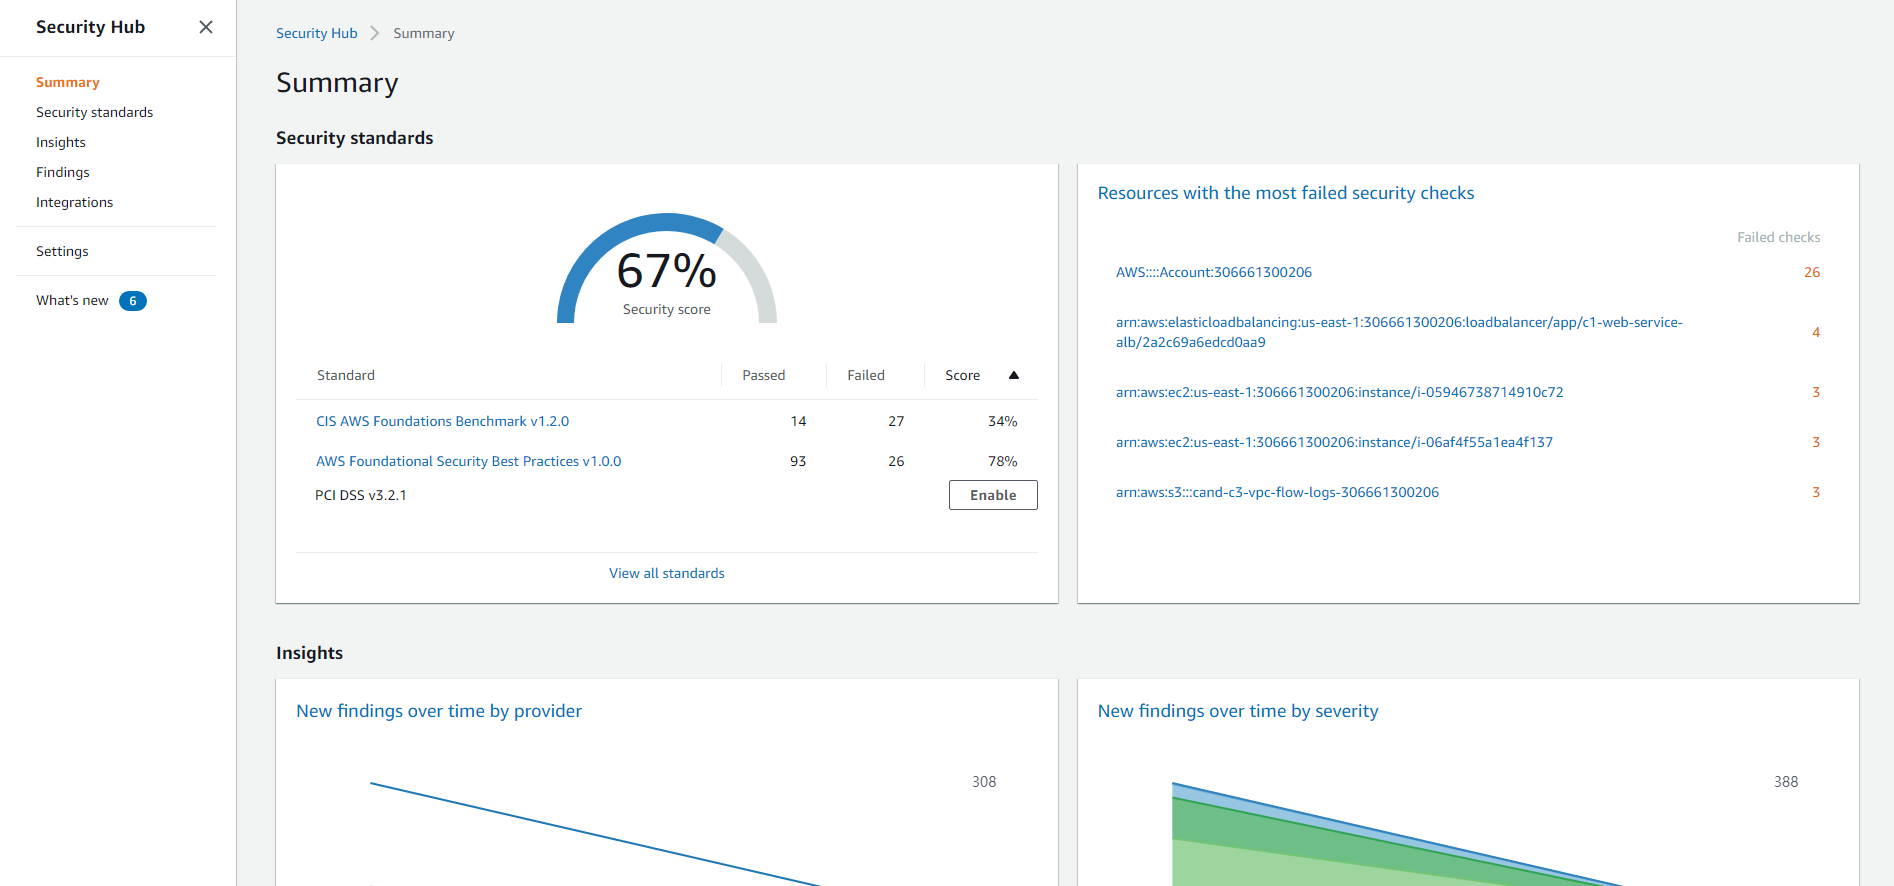 Security Hub
Summary
Security standards
Insights
Findings
Integrations
Settings
What's new 6
Security Hub Summary
Summary
Security standards
67%
Security score
Standard Passed Failed Score
CIS AWS Foundations Benchmark v1.2.0 14 27 34%
AWS Foundational Security Best Practices v1.0.0 93 26 78%
PCI DSS v3.2.1 Enable
View all standards
Resources with the most failed security checks
Failed checks
AWS::::Account:306661300206 26
arn:aws:elasticloadbalancing:us-east-1:306661300206:loadbalancer/app/c1-web-service-
alb/2a2c69a6edcd0aa9 4
arn:aws:ec2:us-east-1:306661300206:instance/i-05946738714910c72 3
arn:aws:ec2:us-east-1:306661300206:instance/i-06af4f55a1ea4f137 3
arn:aws:s3:::cand-c3-vpc-flow-logs-306661300206 3
Insights
New findings over time by provider
308
New findings over time by severity
388